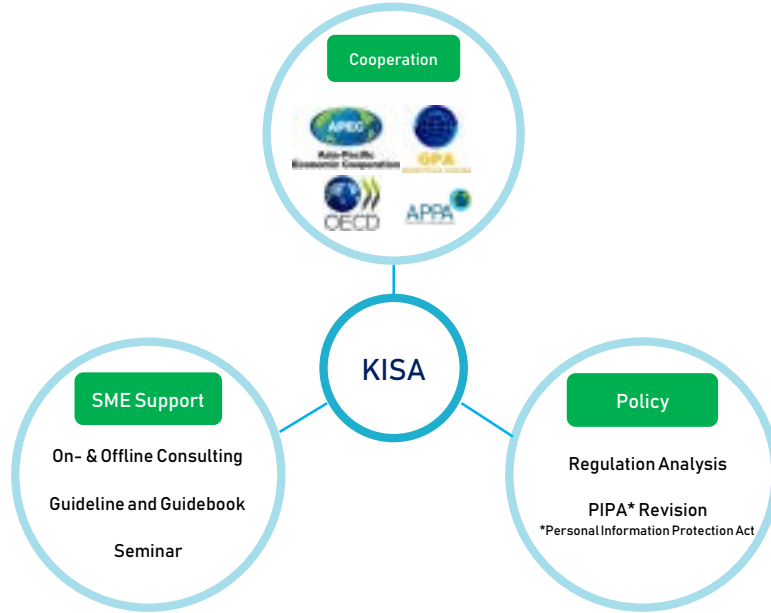 Cooperation
APEC
Asia-Pacific
Economic Cooperation
GPA
OECD
APPA
KISA
SME Support
On- & Offline Consulting
Guideline and Guidebook
Seminar
Policy
Regulation Analysis
PIPA* Revision
*Personal Information Protection Act